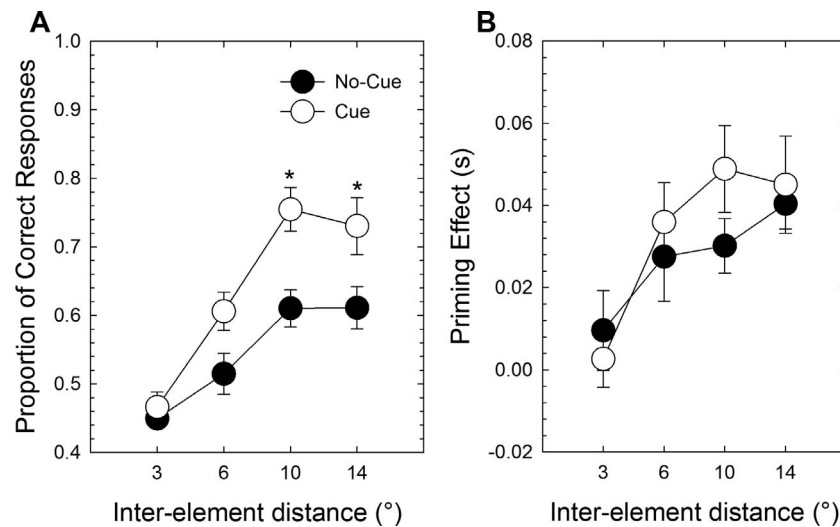 A
B
1.0
0.9
0.8
0.7
0.6
0.5
0.4
Proportion of Correct Responses
No-Cue
Cue
*
*
3 6 10 14
Inter-element distance (°)
0.08
0.06
0.04
0.02
0.00
-0.02
Priming Effect (s)
3 6 10 14
Inter-element distance (°)